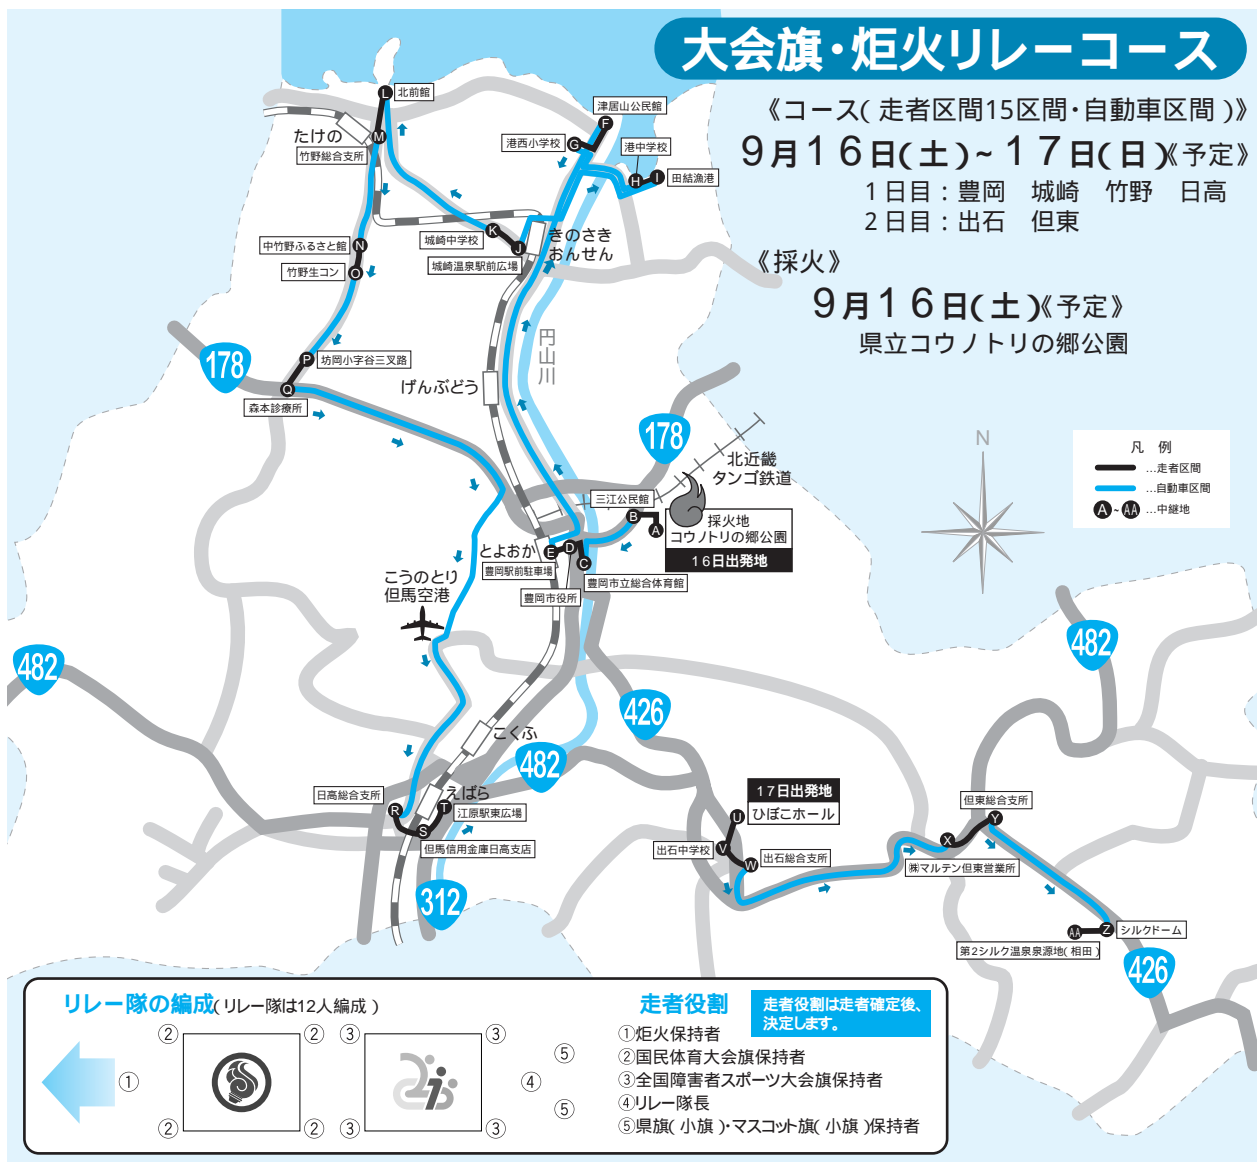 大会旗・炬火リレーコース
《コース(走者区間15区間・自動車区間)》
9月16日(土)~17日(日)《予定》
1日目：豊岡　城崎　竹野　日高
2日目：出石　但東
《採火》
9月16日(土)《予定》
県立コウノトリの郷公園
L
北前館
たけの
M
竹野総合支所
津居山公民館
F
港西小学校
G
港中学校
H
I
田結漁港
城崎中学校
K
J
城崎温泉駅前広場
きのさき
おんせん
中竹野ふるさと館
N
竹野生コン
O
円山川
178
P
坊岡小字谷三叉路
Q
森本診療所
げんぶどう
178
北近畿
タンゴ鉄道
N
凡　例
…走者区間
…自動車区間
A~AA…中継地
三江公民館
B
A
採火地
コウノトリの郷公園
16日出発地
とよおか
E
D
C
豊岡駅前駐車場
豊岡市立総合体育館
豊岡市役所
こうのとり
但馬空港
482
482
426
こくふ
482
日高総合支所
R
えばら
T
江原駅東広場
S
但馬信用金庫日高支店
312
17日出発地
ひぼこホール
U
出石中学校
V
W
出石総合支所
但東総合支所
Y
X
㈱マルテン但東営業所
AA
Z
シルクドーム
第2シルク温泉泉源地(相田)
426
リレー隊の編成(リレー隊は12人編成)
②
②
③
③
①
⑤
④
⑤
②
②
③
③
走者役割
走者役割は走者確定後、
決定します。
①炬火保持者
②国民体育大会旗保持者
③全国障害者スポーツ大会旗保持者
④リレー隊長
⑤県旗(小旗)・マスコット旗(小旗)保持者